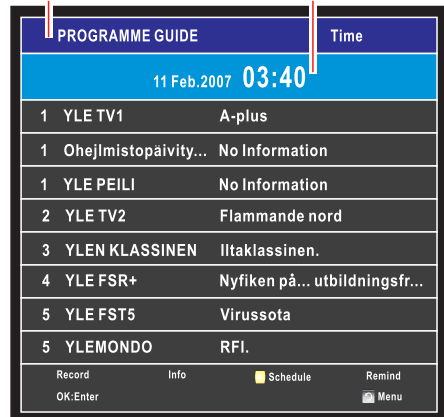 PROGRAMME GUIDE Time
11 Feb.2007 03:40
1 YLE TV1 A-plus
1 Ohejlmistopäivity... No Information
1 YLE PEILI No Information
2 YLE TV2 Flammande nord
3 YLEN KLASSINEN Iltaklassinen.
4 YLE FSR+ Nyfiken på... utbildningsfr...
5 YLE FST5 Virussota
5 YLEMONDO RFI.
Record Info Schedule Remind
OK:Enter Menu